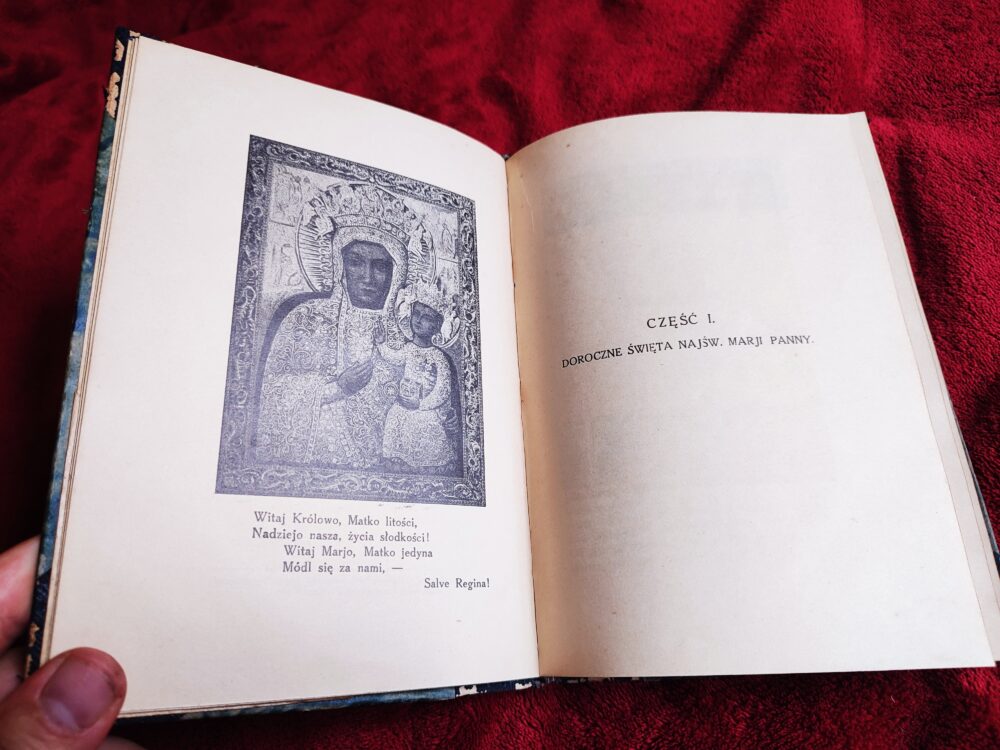 Witaj Królowo, Matko litości,
Nadziejo nasza, życia słodkości!
Witaj Marjo, Matko jedyna
Módl się za nami, —
Salve Regina!
CZĘŚĆ I.
DOROCZNE ŚWIĘTA NAJŚW. MARJI PANNY.